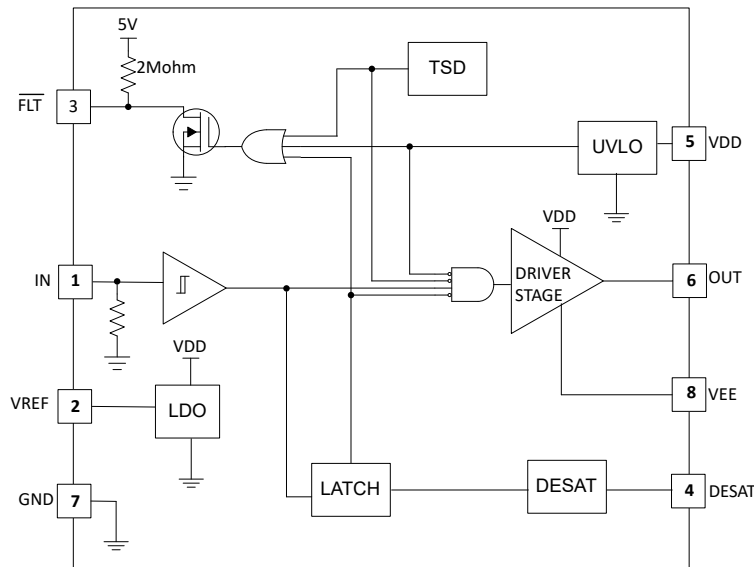 5V
2Mohm
TSD
FLT
3
UVLO
5
VDD
VDD
IN
1
DRIVER
STAGE
6
OUT
VDD
VREF
2
LDO
8
VEE
GND
7
LATCH
DESAT
4
DESAT